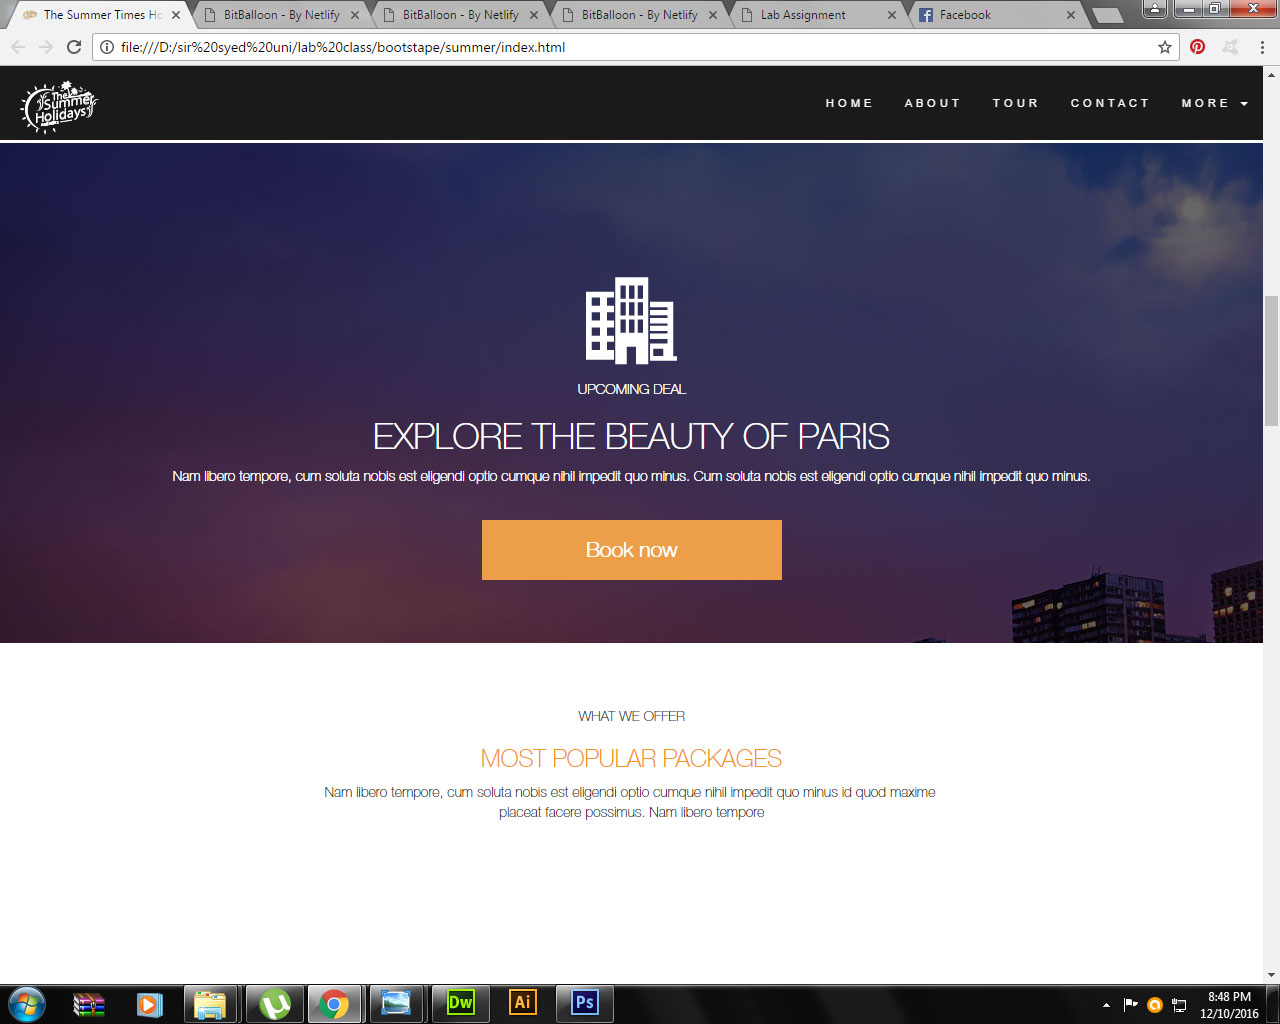 The Summer Times Ho
BitBalloon - By Netlify
BitBalloon - By Netlify
BitBalloon - By Netlify
Lab Assignment
Facebook
file:///D:/sir%20syed%20uni/lab%20class/bootstape/summer/index.html
The
Summer
Holidays
HOME ABOUT TOUR CONTACT MORE
UPCOMING DEAL
EXPLORE THE BEAUTY OF PARIS
Nam libero tempore, cum soluta nobis est eligendi optio cumque nihil impedit quo minus. Cum soluta nobis est eligendi optio cumque nihil impedit quo minus.
Book now
WHAT WE OFFER
MOST POPULAR PACKAGES
Nam libero tempore, cum soluta nobis est eligendi optio cumque nihil impedit quo minus id quod maxime
placeat facere possimus. Nam libero tempore
Dw Ai Ps
8:48 PM
12/10/2016